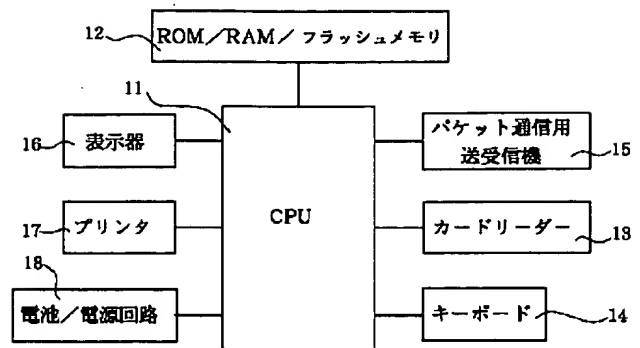 12
ROM/RAM/フラッシュメモリ
11
16
表示器
パケット通信用
送受信機
15
CPU
17
プリンタ
カードリーダー
13
18
電池/電源回路
キーボード
14